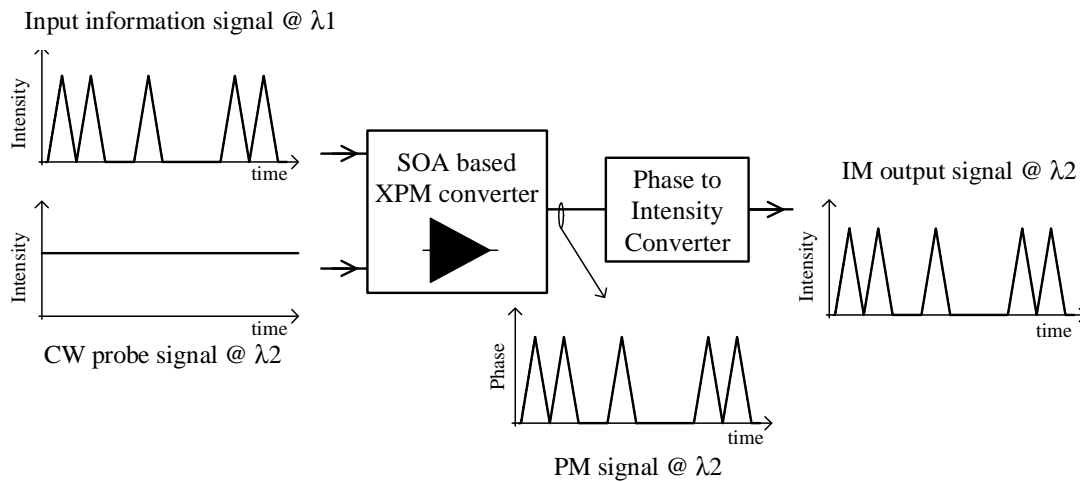 Input information signal @ λ1
Intensity
time
Intensity
time
CW probe signal @ λ2
SOA based
XPM converter
Phase to
Intensity
Converter
Phase
time
PM signal @ λ2
IM output signal @ λ2
Intensity
time